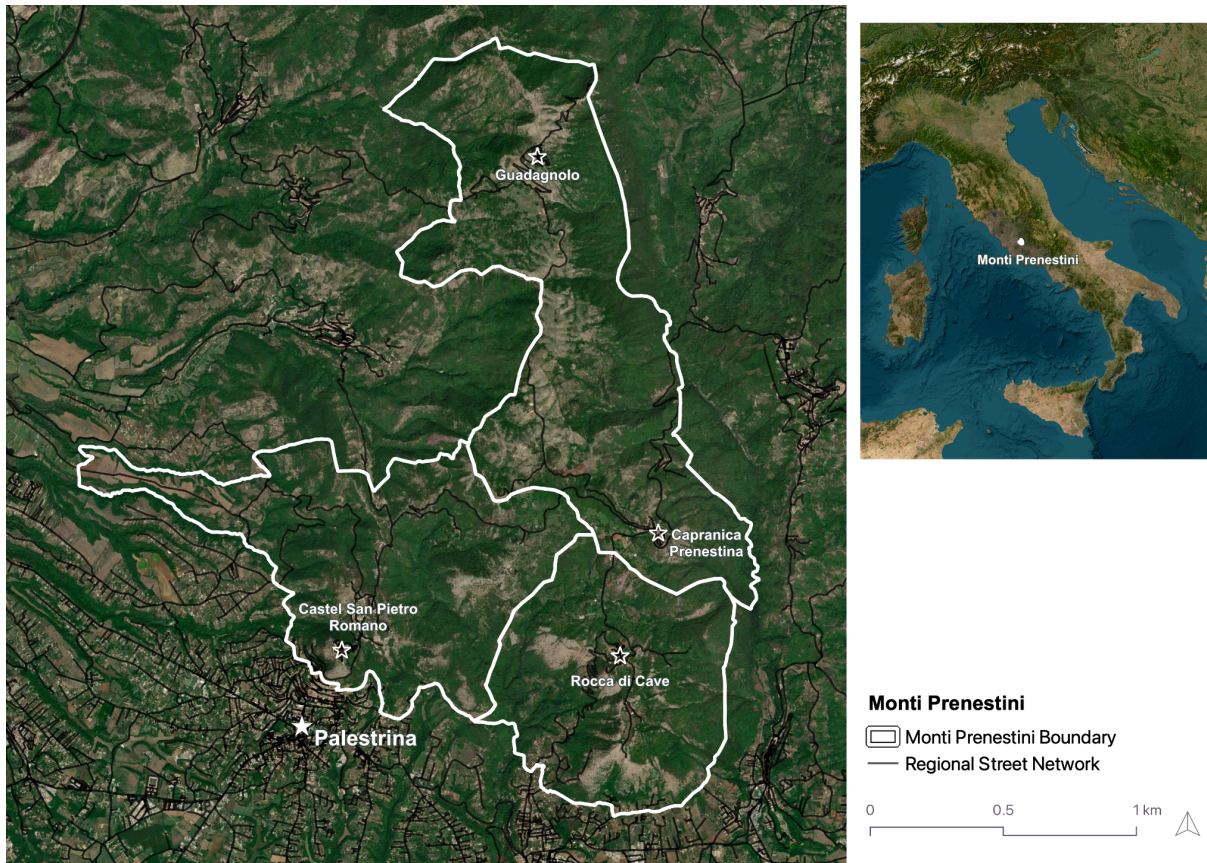 Guadagnolo
Capranica
Prenestina
Castel San Pietro
Romano
Rocca di Cave
Palestrina
Monti Prenestini
Monti Prenestini
Monti Prenestini Boundary
Regional Street Network
0
0.5
1 km